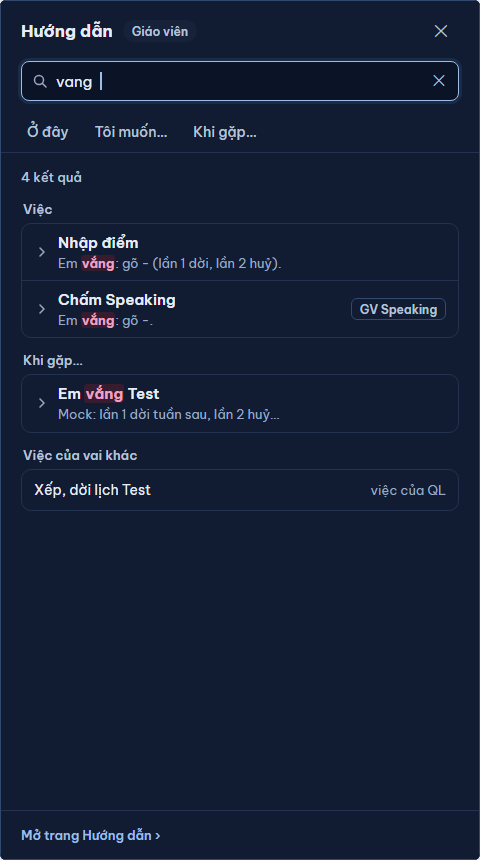 Hướng dẫn Giáo viên
vang
Ở đây Tôi muốn... Khi gặp...
4 kết quả
Việc
Nhập điểm
Em vắng: gõ - (lần 1 dời, lần 2 huỷ).
Chấm Speaking
GV Speaking
Em vắng: gõ -.
Khi gặp...
Em vắng Test
Mock: lần 1 dời tuần sau, lần 2 huỷ...
Việc của vai khác
Xếp, dời lịch Test việc của QL
Mở trang Hướng dẫn ›